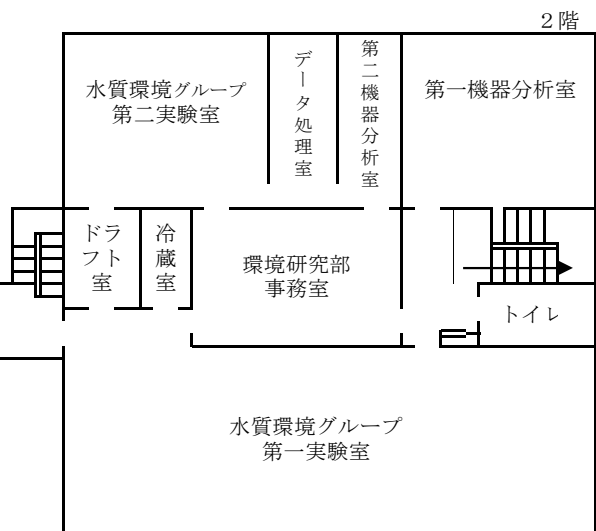 2階
水質環境グループ
第二実験室
データ処理室
第二機器分析室
第一機器分析室
ドラ
フト
室
冷蔵室
環境研究部
事務室
トイレ
水質環境グループ
第一実験室